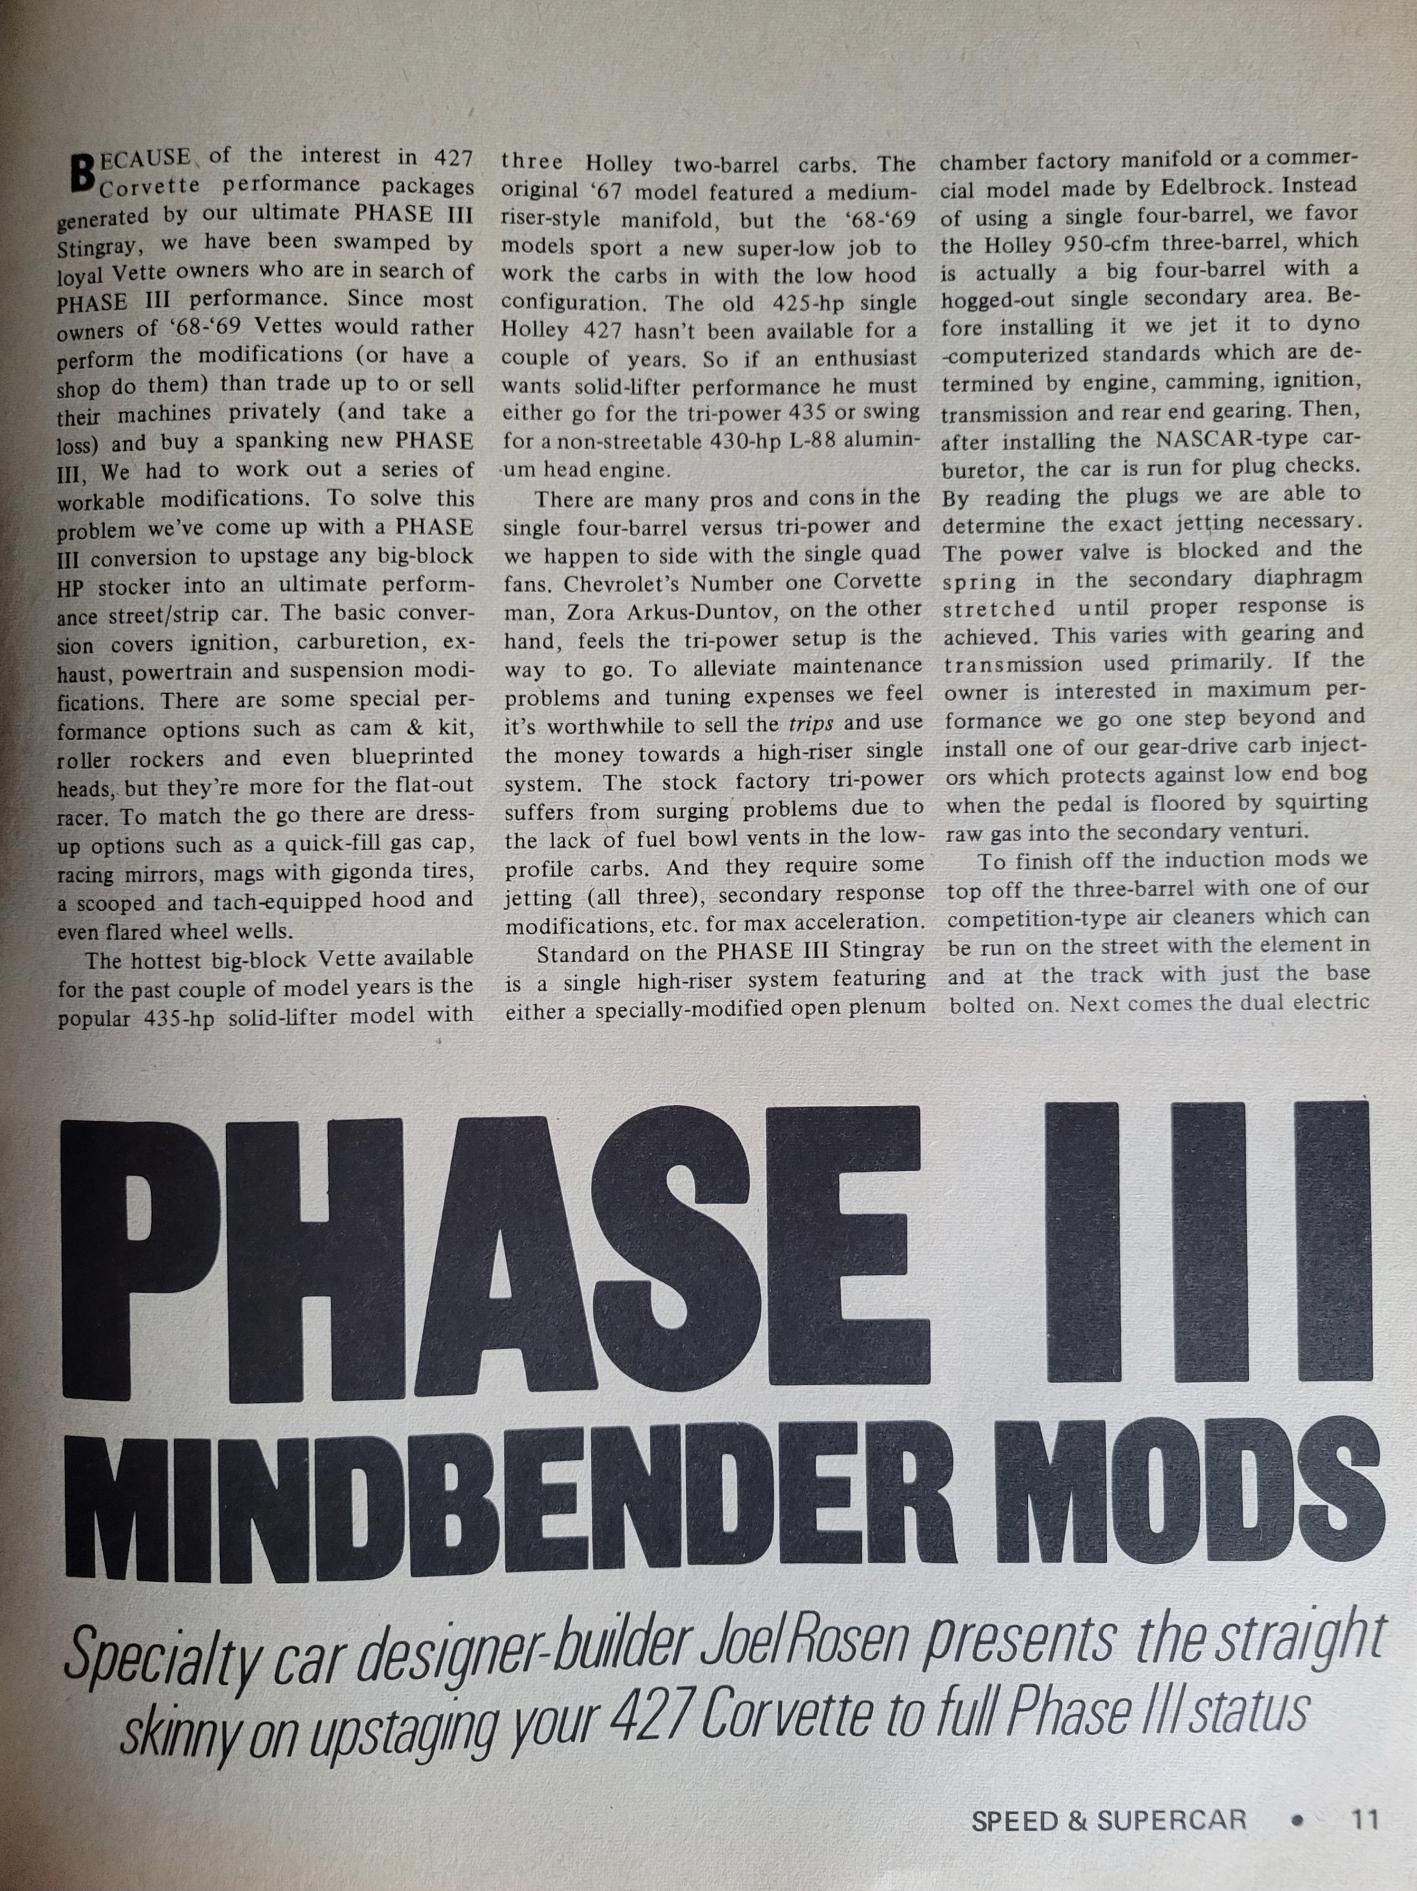 BECAUSE of the interest in 427
Corvette performance packages
generated by our ultimate PHASE III
Stingray, we have been swamped by
loyal Vette owners who are in search of
PHASE III performance. Since most
owners of ‘68-‘69 Vettes would rather
perform the modifications (or have a
shop do them) than trade up to or sell
their machines privately (and take a
loss) and buy a spanking new PHASE
III, We had to work out a series of
workable modifications. To solve this
problem we've come up with a PHASE
III conversion to upstage any big-block
HP stocker into an ultimate perform-
ance street/strip car. The basic conver-
sion covers ignition, carburetion, ex-
haust, powertrain and suspension modi-
fications. There are some special per-
formance options such as cam & kit,
roller rockers and even blueprinted
heads, but they're more for the flat-out
racer. To match the go there are dress-
up options such as a quick-fill gas cap,
racing mirrors, mags with gigonda tires,
a scooped and tach-equipped hood and
even flared wheel wells.
The hottest big-block Vette available
for the past couple of model years is the
popular 435-hp solid-lifter model with
three Holley two-barrel carbs. The
original ‘67 model featured a medium-
riser-style manifold, but the ‘68-‘69
models sport a new super-low job to
work the carbs in with the low hood
configuration. The old 425-hp single
Holley 427 hasn't been available for a
couple of years. So if an enthusiast
wants solid-lifter performance he must
either go for the tri-power 435 or swing
for a non-streetable 430-hp L-88 alumin-
um head engine.
There are many pros and cons in the
single four-barrel versus tri-power and
we happen to side with the single quad
fans. Chevrolet's Number one Corvette
man, Zora Arkus-Duntov, on the other
hand, feels the tri-power setup is the
way to go. To alleviate maintenance
problems and tuning expenses we feel
it's worthwhile to sell the trips and use
the money towards a high-riser single
system. The stock factory tri-power
suffers from surging problems due to
the lack of fuel bowl vents in the low-
profile carbs. And they require some
jetting (all three), secondary response
modifications, etc. for max acceleration.
Standard on the PHASE III Stingray
is a single high-riser system featuring
either a specially-modified open plenum
chamber factory manifold or a commer-
cial model made by Edelbrock. Instead
of using a single four-barrel, we favor
the Holley 950-cfm three-barrel, which
is actually a big four-barrel with a
hogged-out single secondary area. Be-
fore installing it we jet it to dyno
-computerized standards which are de-
termined by engine, camming, ignition,
transmission and rear end gearing. Then,
after installing the NASCAR-type car-
buretor, the car is run for plug checks.
By reading the plugs we are able to
determine the exact jetting necessary.
The power valve is blocked and the
spring in the secondary diaphragm
stretched until proper response is
achieved. This varies with gearing and
transmission used primarily. If the
owner is interested in maximum per-
formance we go one step beyond and
install one of our gear-drive carb inject-
ors which protects against low end bog
when the pedal is floored by squirting
raw gas into the secondary venturi.
To finish off the induction mods we
top off the three-barrel with one of our
competition-type air cleaners which can
be run on the street with the element in
and at the track with just the base
bolted on. Next comes the dual electric
PHASE III
MINDBENDER MODS
Specialty car designer-builder Joel Rosen presents the straight
skinny on upstaging your 427 Corvette to full Phase III status
SPEED & SUPERCAR • 11